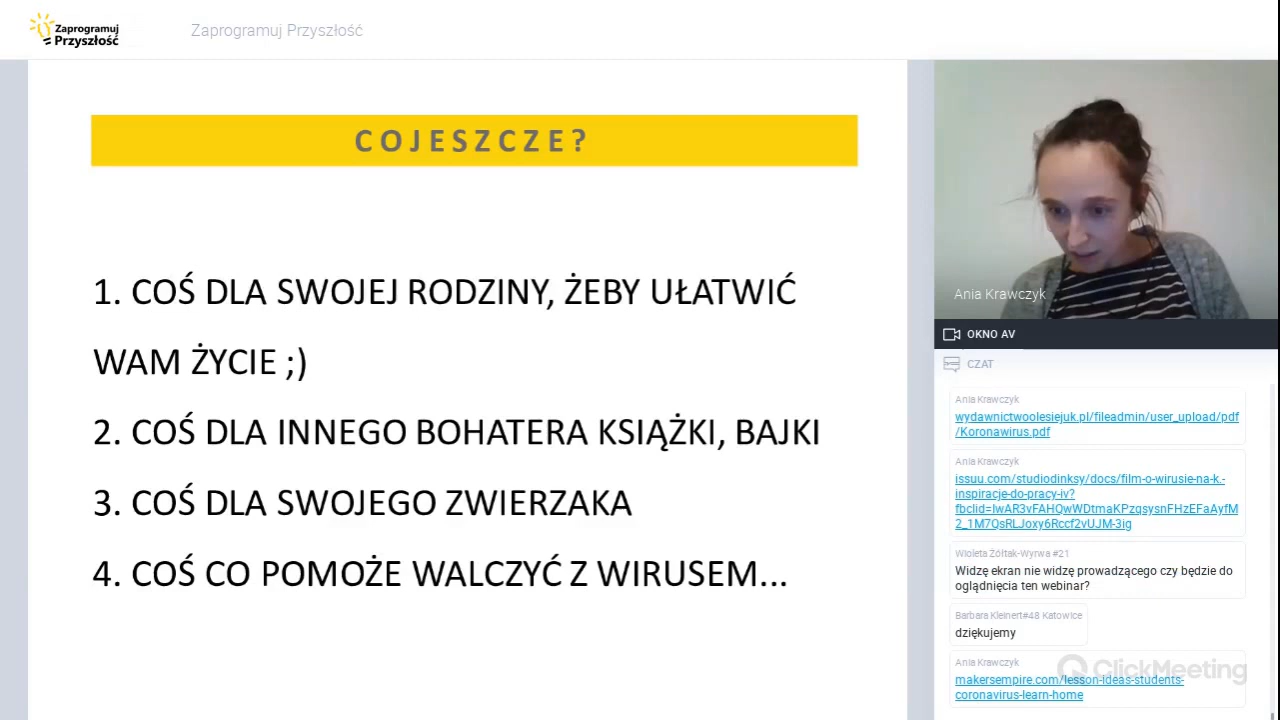 Zaprogramuj
Przyszłość
Zaprogramuj Przyszłość
COJESZCZE?
1. COŚ DLA SWOJEJ RODZINY, ŻEBY UŁATWIĆ
WAM ŻYCIE ;)
2. COŚ DLA INNEGO BOHATERA KSIĄŻKI, BAJKI
3. COŚ DLA SWOJEGO ZWIERZAKA
4. COŚ CO POMOŻE WALCZYĆ Z WIRUSEM...
Ania Krawczyk
OKNO AV
CZAT
Ania Krawczyk
wydawnictwoolesiejuk.pl/fileadmin/user_upload/pdf
/Koronawirus.pdf
Ania Krawczyk
issuu.com/studiodinksy/docs/film-o-wirusie-na-k.-
inspiracje-do-pracy-iv?
fbclid=IwAR3vFAHQwWDtmaKPzqsysnFHzEFaAyfM
2_1M7QsRLJoxy6Rccf2vUJM-3ig
Wioleta Żółtak-Wyrwa #21
Widzę ekran nie widzę prowadzącego czy będzie do
oglądnięcia ten webinar?
Barbara Kleinert#48 Katowice
dziękujemy
Ania Krawczyk
makersempire.com/lesson-ideas-students-
coronavirus-learn-home
ClickMeeting